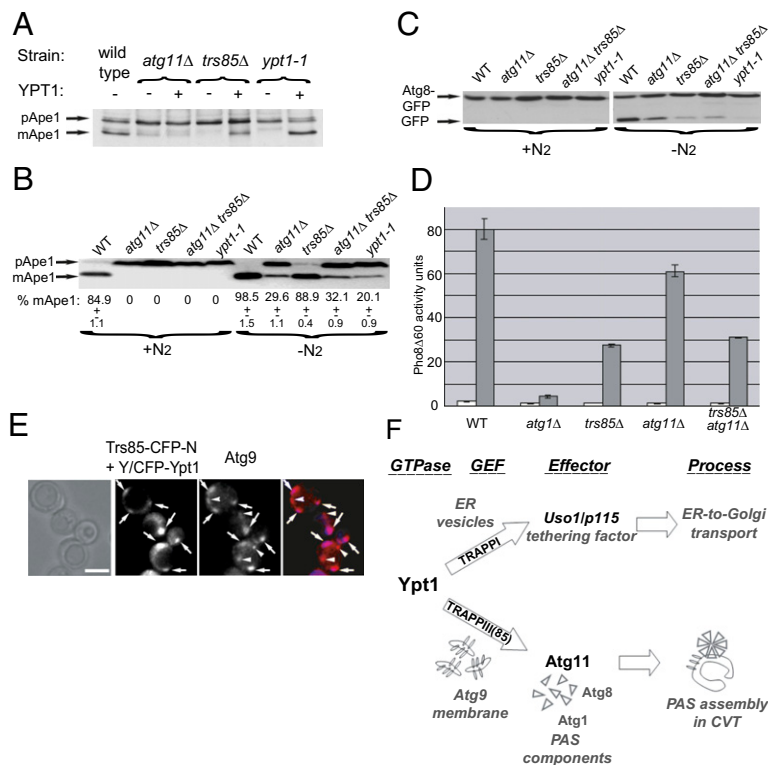 A
Strain: wild type atg11Δ trs85Δ ypt1-1
YPT1: - - + - + - +
pApe1
mApe1
B
WT atg11Δ trs85Δ atg11Δ trs85Δ ypt1-1 WT atg11Δ trs85Δ atg11Δ trs85Δ ypt1-1
pApe1
mApe1
% mApe1: 84.9 0 0 0 0 98.5 29.6 88.9 32.1 20.1
± ± ± ± ± ±
1.1 1.5 1.1 0.4 0.9 0.9
+N2 -N2
C
WT atg11Δ trs85Δ atg11Δ trs85Δ ypt1-1 WT atg11Δ trs85Δ atg11Δ trs85Δ ypt1-1
Atg8-
GFP
GFP
+N2 -N2
D
Pho8Δ60 activity units
80
60
40
20
0
WT atg1Δ trs85Δ atg11Δ trs85Δ
atg11Δ
E
Trs85-CFP-N
+ Y/CFP-Ypt1
Atg9
F
GTPase GEF Effector Process
ER
vesicles
TRAPPI
Uso1/p115
tethering factor
ER-to-Golgi
transport
Ypt1
TRAPPIII(85)
Atg9
membrane
Atg11
Atg8
Atg1
PAS
components
PAS assembly
in CVT